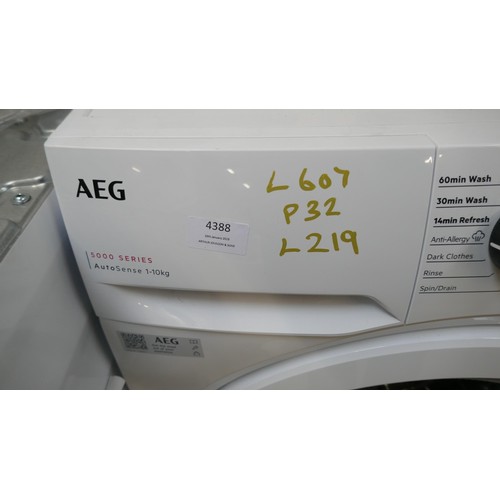 AEG
5000 SERIES
AutoSense 1-10kg
4388
L607
P32
L219
60min Wash
30min Wash
14min Refresh
Anti-Allergy
Dark Clothes
Rinse
Spin/Drain
AEG